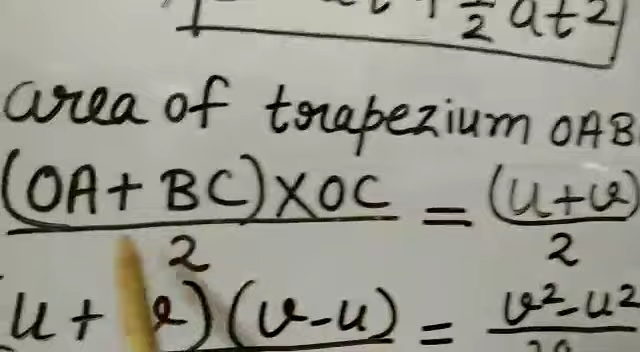 + 1/2 at²
area of trapezium OAB
(OA + BC) × OC / 2 = (u + v) / 2
u + v) (v - u) = v² - u²